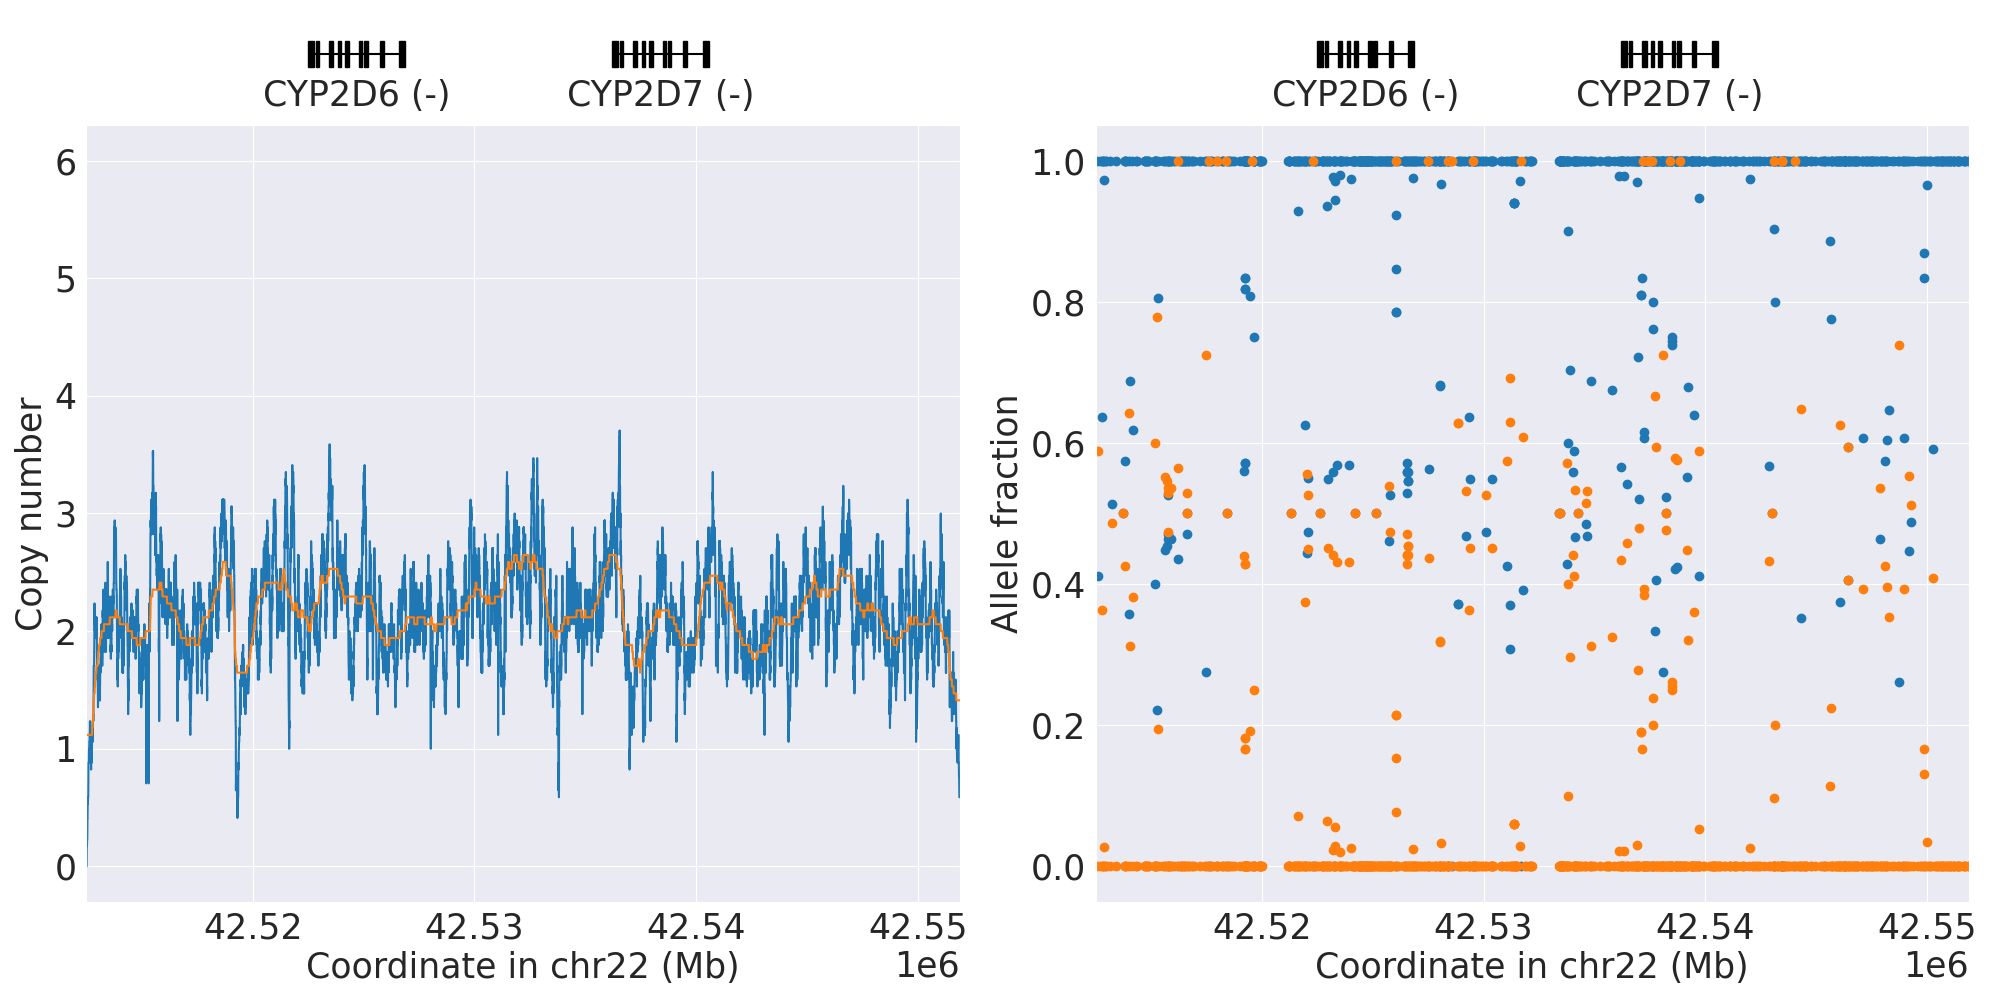 CYP2D6 (-)
CYP2D7 (-)
6
5
4
3
2
1
0
Copy number
42.52
42.53
42.54
42.55
Coordinate in chr22 (Mb)
1e6
CYP2D6 (-)
CYP2D7 (-)
1.0
0.8
0.6
0.4
0.2
0.0
Allele fraction
42.52
42.53
42.54
42.55
Coordinate in chr22 (Mb)
1e6